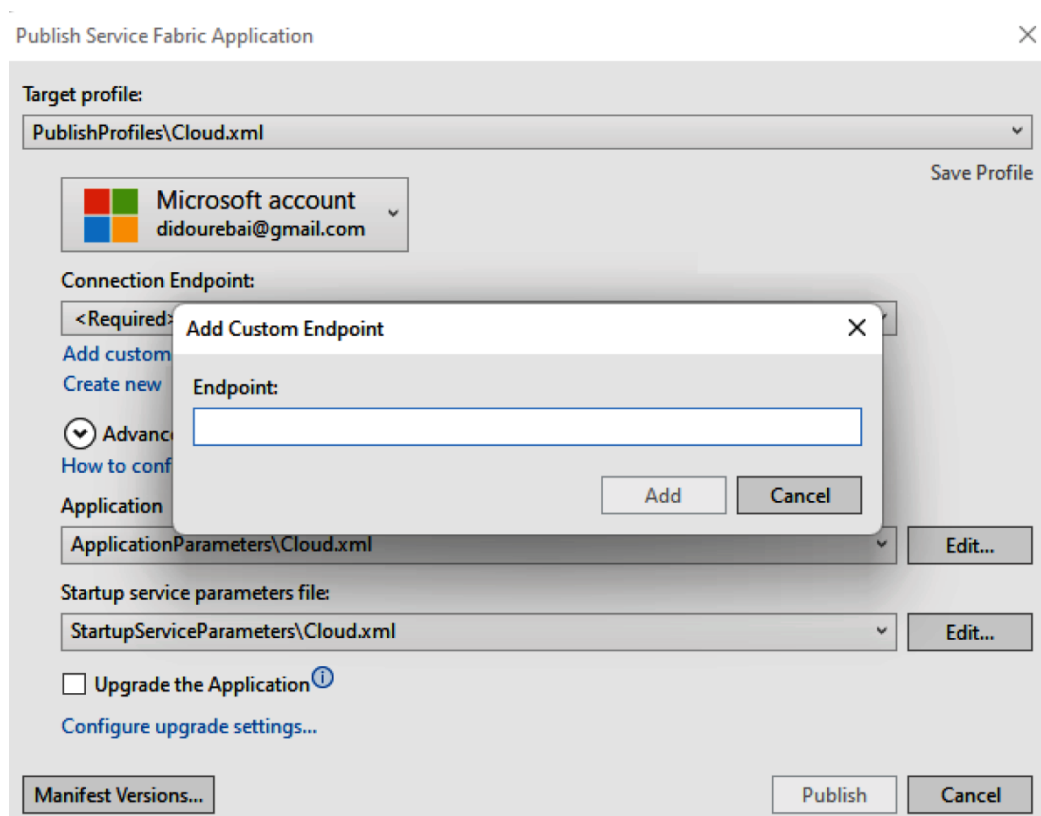 Publish Service Fabric Application
Target profile:
PublishProfiles\Cloud.xml
Save Profile
Microsoft account
didourebai@gmail.com
Connection Endpoint:
<Required>
Add custom
Create new
Add Custom Endpoint
Endpoint:
Add
Cancel
How to conf
Application
ApplicationParameters\Cloud.xml
Edit...
Startup service parameters file:
StartupServiceParameters\Cloud.xml
Edit...
Upgrade the Application
Configure upgrade settings...
Manifest Versions...
Publish
Cancel